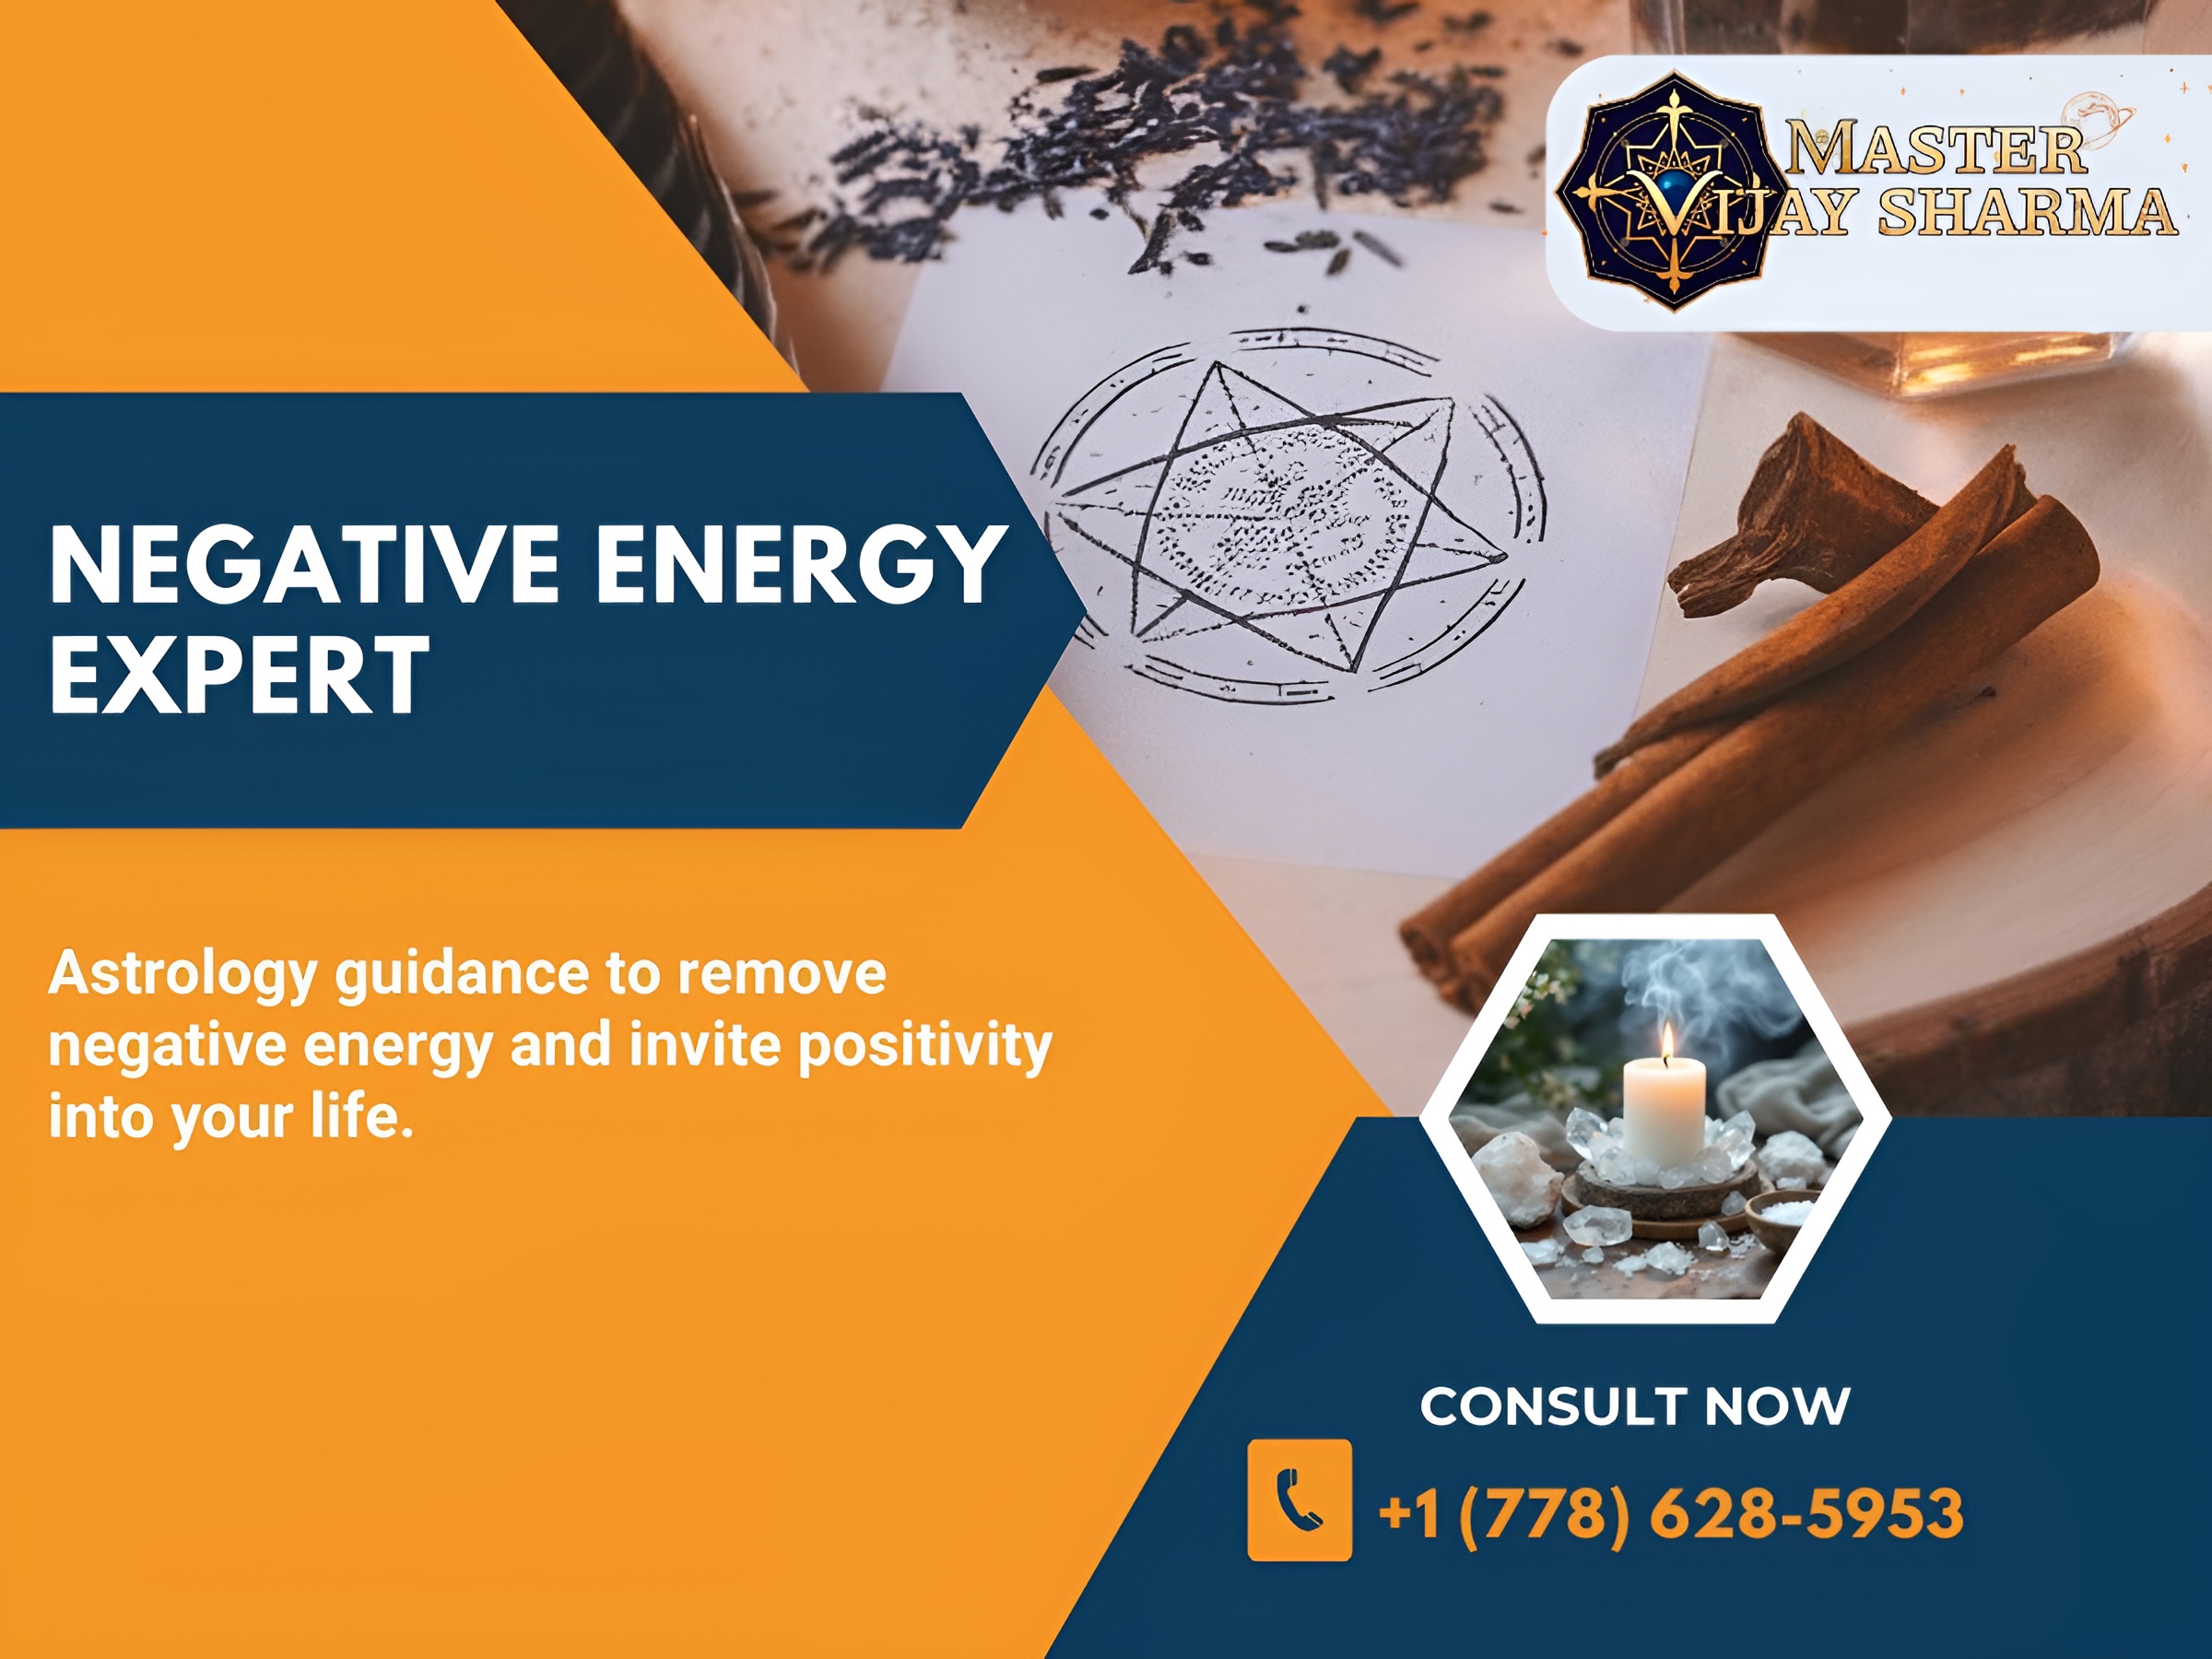 MASTER
VIJAY SHARMA
NEGATIVE ENERGY
EXPERT
Astrology guidance to remove
negative energy and invite positivity
into your life.
CONSULT NOW
+1 (778) 628-5953